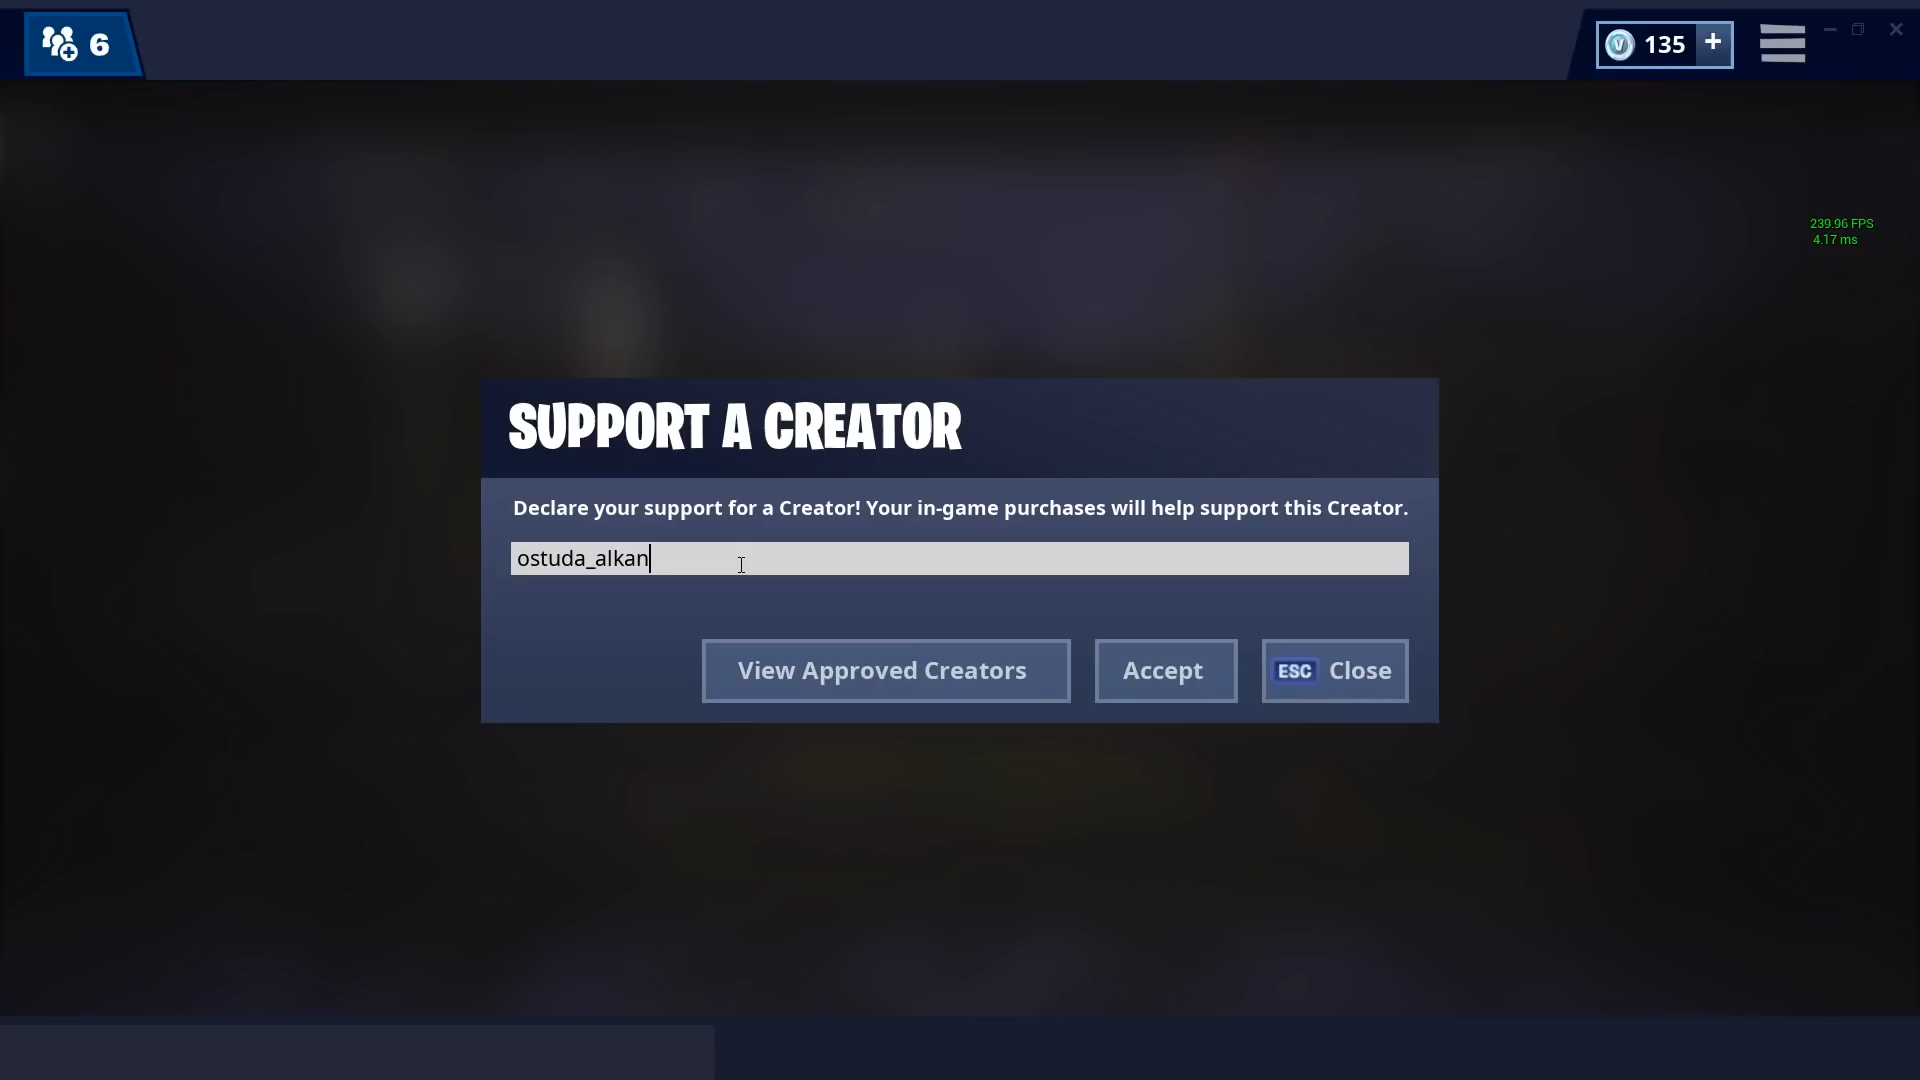 6
135 +
239.96 FPS
4.17 ms
SUPPORT A CREATOR
Declare your support for a Creator! Your in-game purchases will help support this Creator.
ostuda_alkan
View Approved Creators
Accept
ESC Close